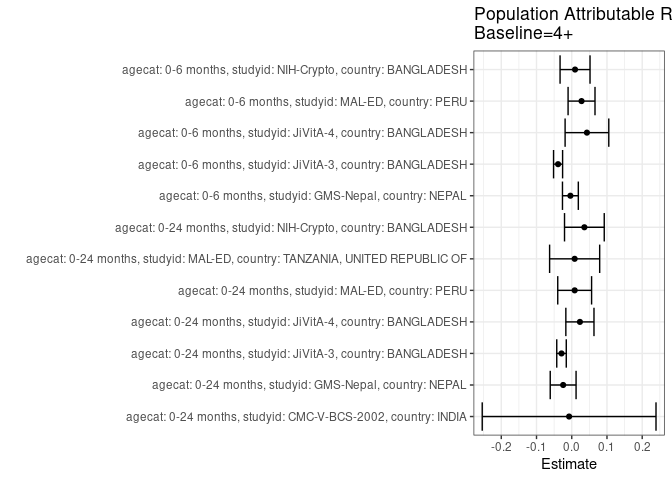 Population Attributable R
Baseline=4+
agecat: 0-6 months, studyid: NIH-Crypto, country: BANGLADESH
agecat: 0-6 months, studyid: MAL-ED, country: PERU
agecat: 0-6 months, studyid: JiVitA-4, country: BANGLADESH
agecat: 0-6 months, studyid: JiVitA-3, country: BANGLADESH
agecat: 0-6 months, studyid: GMS-Nepal, country: NEPAL
agecat: 0-24 months, studyid: NIH-Crypto, country: BANGLADESH
agecat: 0-24 months, studyid: MAL-ED, country: TANZANIA, UNITED REPUBLIC OF
agecat: 0-24 months, studyid: MAL-ED, country: PERU
agecat: 0-24 months, studyid: JiVitA-4, country: BANGLADESH
agecat: 0-24 months, studyid: JiVitA-3, country: BANGLADESH
agecat: 0-24 months, studyid: GMS-Nepal, country: NEPAL
agecat: 0-24 months, studyid: CMC-V-BCS-2002, country: INDIA
-0.2 -0.1 0.0 0.1 0.2
Estimate